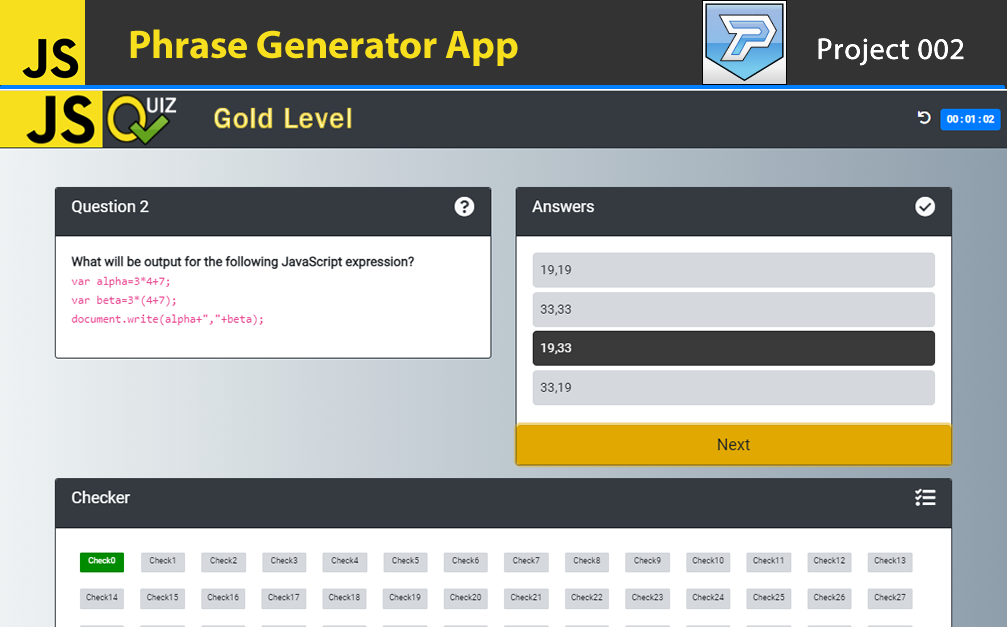 JS
Phrase Generator App
Project 002
JS
QUIZ
Gold Level
00:01:02
Question 2
?
What will be output for the following JavaScript expression?
var alpha=3*4+7;
var beta=3*(4+7);
document.write(alpha+","+beta);
Answers
19,19
33,33
19,33
33,19
Next
Checker
Check0 Check1 Check2 Check3 Check4 Check5 Check6 Check7 Check8 Check9 Check10 Check11 Check12 Check13
Check14 Check15 Check16 Check17 Check18 Check19 Check20 Check21 Check22 Check23 Check24 Check25 Check26 Check27